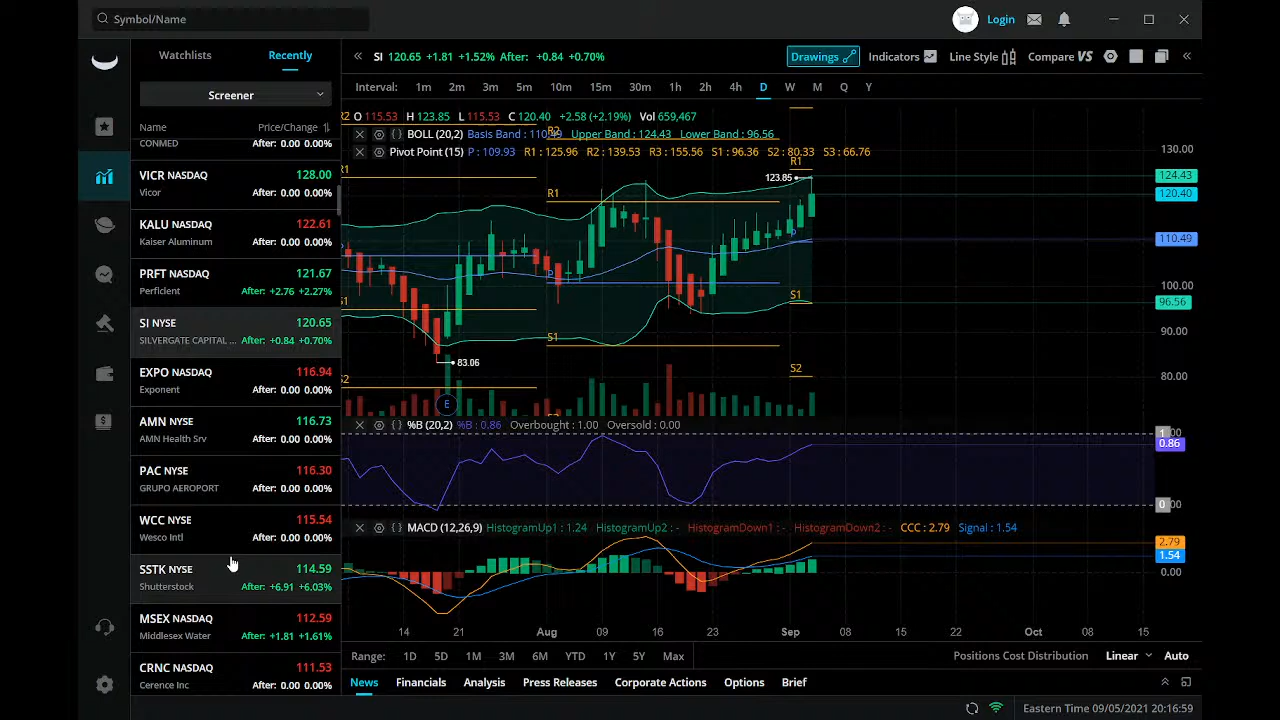 Symbol/Name
Login
Watchlists Recently
Screener
Name Price/Change
CONMED After: 0.00 0.00%
VICR NASDAQ 128.00
Vicor After: 0.00 0.00%
KALU NASDAQ 122.61
Kaiser Aluminum After: 0.00 0.00%
PRFT NASDAQ 121.67
Perficient After: +2.76 +2.27%
SI NYSE 120.65
SILVERGATE CAPITAL ... After: +0.84 +0.70%
EXPO NASDAQ 116.94
Exponent After: 0.00 0.00%
AMN NYSE 116.73
AMN Health Srv After: 0.00 0.00%
PAC NYSE 116.30
GRUPO AEROPORT After: 0.00 0.00%
WCC NYSE 115.54
Wesco Intl After: 0.00 0.00%
SSTK NYSE 114.59
Shutterstock After: +6.91 +6.03%
MSEX NASDAQ 112.59
Middlesex Water After: +1.81 +1.61%
CRNC NASDAQ 111.53
Cerence Inc After: 0.00 0.00%
SI 120.65 +1.81 +1.52% After: +0.84 +0.70%
Drawings Indicators Line Style Compare VS
Interval: 1m 2m 3m 5m 10m 15m 30m 1h 2h 4h D W M Q Y
R2 O 115.53 H 123.85 L 115.53 C 120.40 +2.58 (+2.19%) Vol 659,467
BOLL (20,2) Basis Band : 110.49 Upper Band : 124.43 Lower Band : 96.56
R2
Pivot Point (15) P : 109.93 R1 : 125.96 R2 : 139.53 R3 : 155.56 S1 : 96.36 S2 : 80.33 S3 : 66.76
R1
R1
123.85
R1
P
P
S1
S1
S1
S2
S2
83.06
E
130.00
124.43
120.40
110.49
100.00
96.56
90.00
80.00
%B (20,2) %B : 0.86 Overbought : 1.00 Oversold : 0.00
0.86
MACD (12,26,9) HistogramUp1 : 1.24 HistogramUp2 : - HistogramDown1 : - HistogramDown2 : - CCC : 2.79 Signal : 1.54
2.79
1.54
0.00
14 21 Aug 09 16 23 Sep 08 15 22 Oct 08 15
Range: 1D 5D 1M 3M 6M YTD 1Y 5Y Max Positions Cost Distribution Linear Auto
News Financials Analysis Press Releases Corporate Actions Options Brief
Eastern Time 09/05/2021 20:16:59